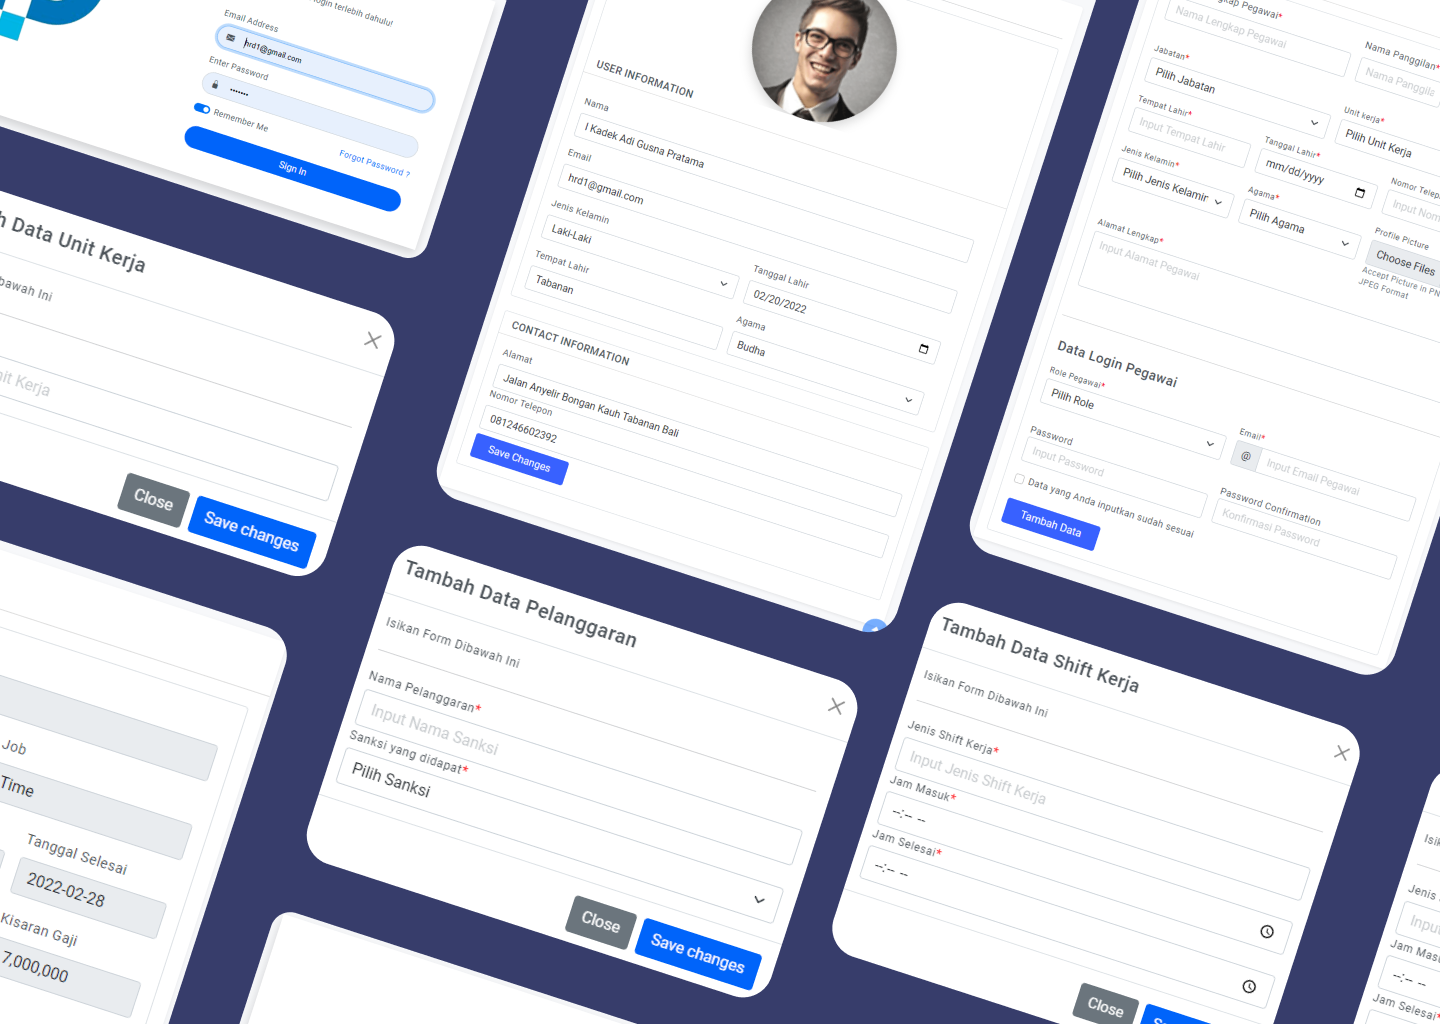 login terlebih dahulu!
Email Address
hrd1@gmail.com
Enter Password
•••••••
Remember Me
Forgot Password ?
Sign In
h Data Unit Kerja
bawah Ini
nit Kerja
Close
Save changes
Job
Time
Tanggal Selesai
2022-02-28
Kisaran Gaji
7,000,000
USER INFORMATION
Nama
I Kadek Adi Gusna Pratama
Email
hrd1@gmail.com
Jenis Kelamin
Laki-Laki
Tempat Lahir
Tabanan
Tanggal Lahir
02/20/2022
Agama
Budha
CONTACT INFORMATION
Alamat
Jalan Anyelir Bongan Kauh Tabanan Bali
Nomor Telepon
081246602392
Save Changes
Tambah Data Pelanggaran
Isikan Form Dibawah Ini
Nama Pelanggaran*
Input Nama Sanksi
Sanksi yang didapat*
Pilih Sanksi
Close
Save changes
gkap Pegawai*
Nama Lengkap Pegawai
Nama Panggilan*
Nama Panggila
Jabatan*
Pilih Jabatan
Unit kerja*
Pilih Unit Kerja
Tempat Lahir*
Input Tempat Lahir
Tanggal Lahir*
mm/dd/yyyy
Nomor Telep
Input Nom
Jenis Kelamin*
Pilih Jenis Kelamir
Agama*
Pilih Agama
Profile Picture
Choose Files
Accept Picture in PN
JPEG Format
Alamat Lengkap*
Input Alamat Pegawai
Data Login Pegawai
Role Pegawai*
Pilih Role
Email*
@ Input Email Pegawai
Password
Input Password
Password Confirmation
Konfirmasi Password
Data yang Anda inputkan sudah sesuai
Tambah Data
Tambah Data Shift Kerja
Isikan Form Dibawah Ini
Jenis Shift Kerja*
Input Jenis Shift Kerja
Jam Masuk*
--:-- --
Jam Selesai*
--:-- --
Close
S
Isik
Jenis
Input
Jam Mas
--:-- --
Jam Selesai*